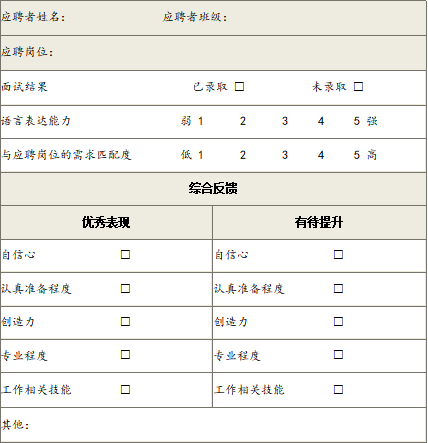 应聘者姓名： 应聘者班级：
应聘岗位：
面试结果 已录取 □ 未录取 □
语言表达能力 弱 1 2 3 4 5 强
与应聘岗位的需求匹配度 低 1 2 3 4 5 高
综合反馈
优秀表现 有待提升
自信心 □ 自信心 □
认真准备程度 □ 认真准备程度 □
创造力 □ 创造力 □
专业程度 □ 专业程度 □
工作相关技能 □ 工作相关技能 □
其他：